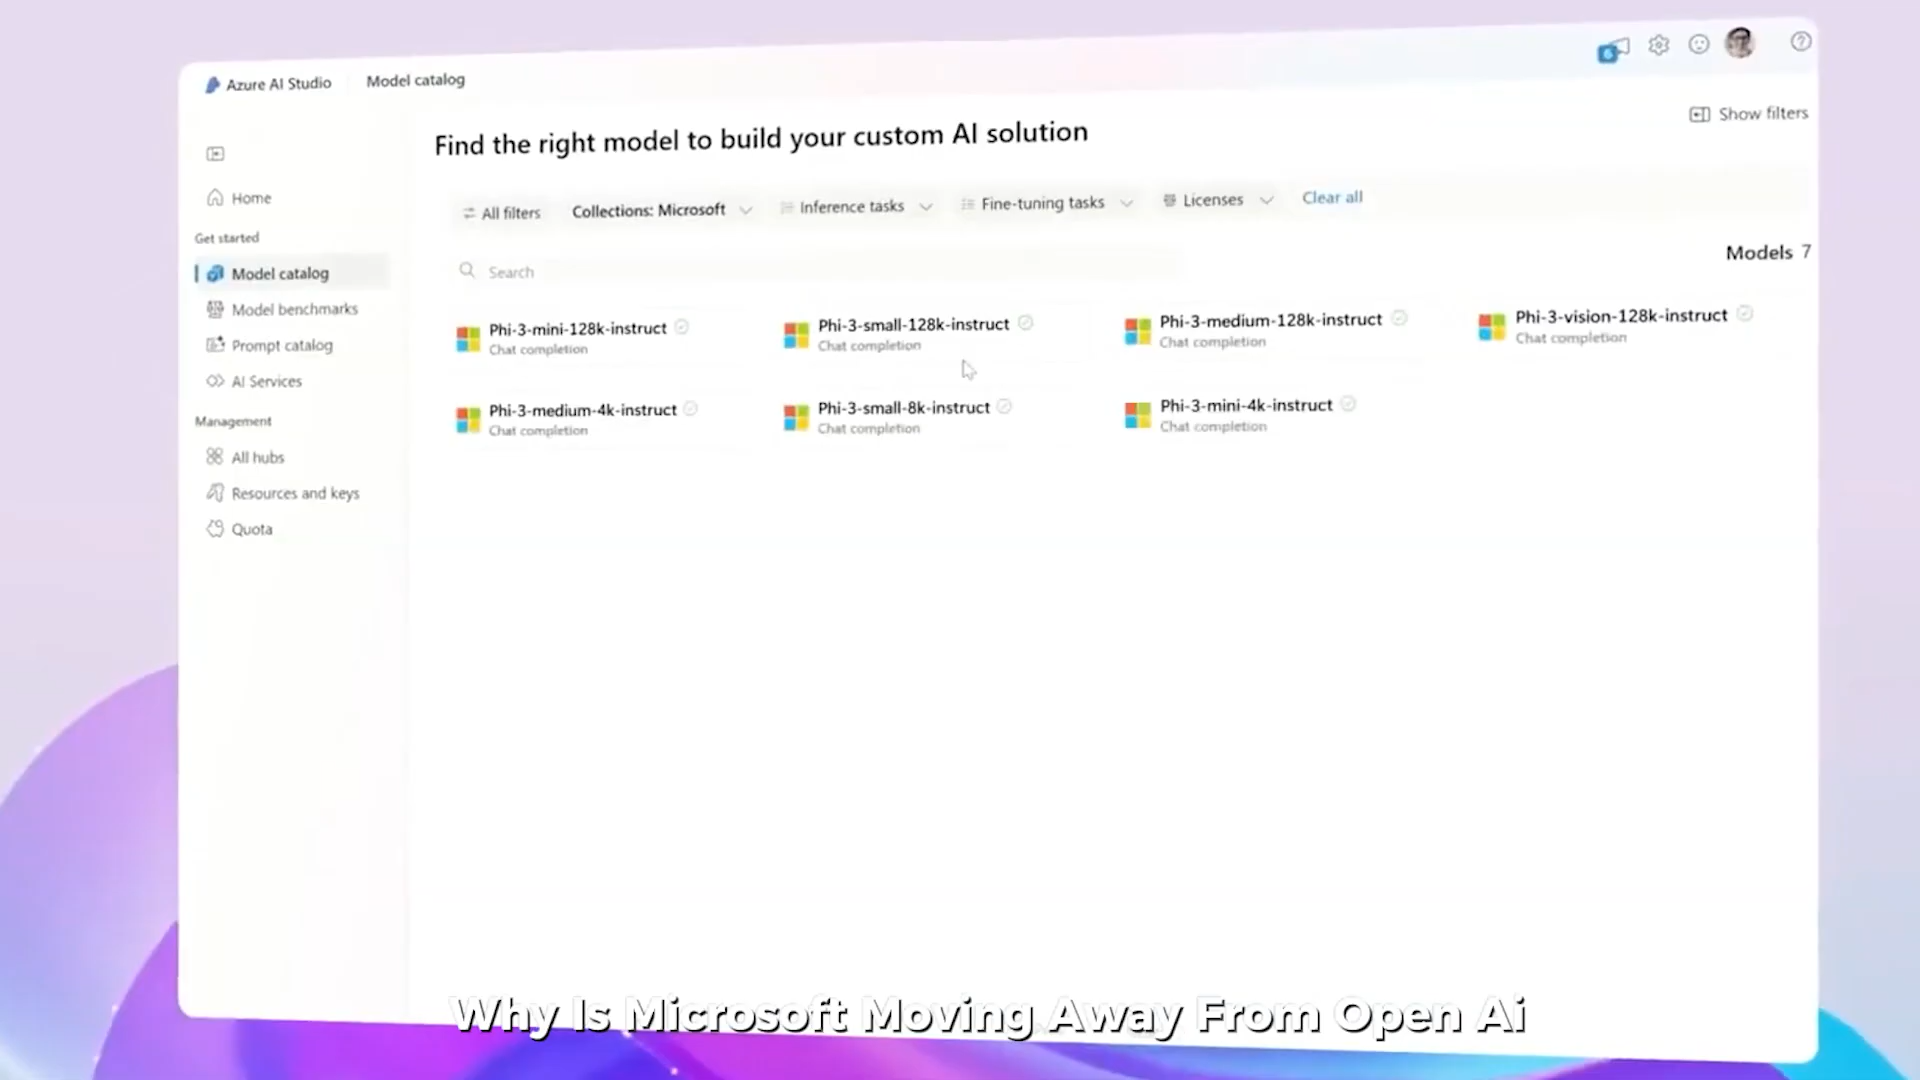 Azure AI Studio
Model catalog
6
Show filters
Find the right model to build your custom AI solution
Home
All filters
Collections: Microsoft
Inference tasks
Fine-tuning tasks
Licenses
Clear all
Get started
Models 7
Model catalog
Search
Model benchmarks
Phi-3-mini-128k-instruct
Chat completion
Phi-3-small-128k-instruct
Chat completion
Phi-3-medium-128k-instruct
Chat completion
Phi-3-vision-128k-instruct
Chat completion
Prompt catalog
AI Services
Phi-3-medium-4k-instruct
Chat completion
Phi-3-small-8k-instruct
Chat completion
Phi-3-mini-4k-instruct
Chat completion
Management
All hubs
Resources and keys
Quota
Why Is Microsoft Moving Away From Open Ai